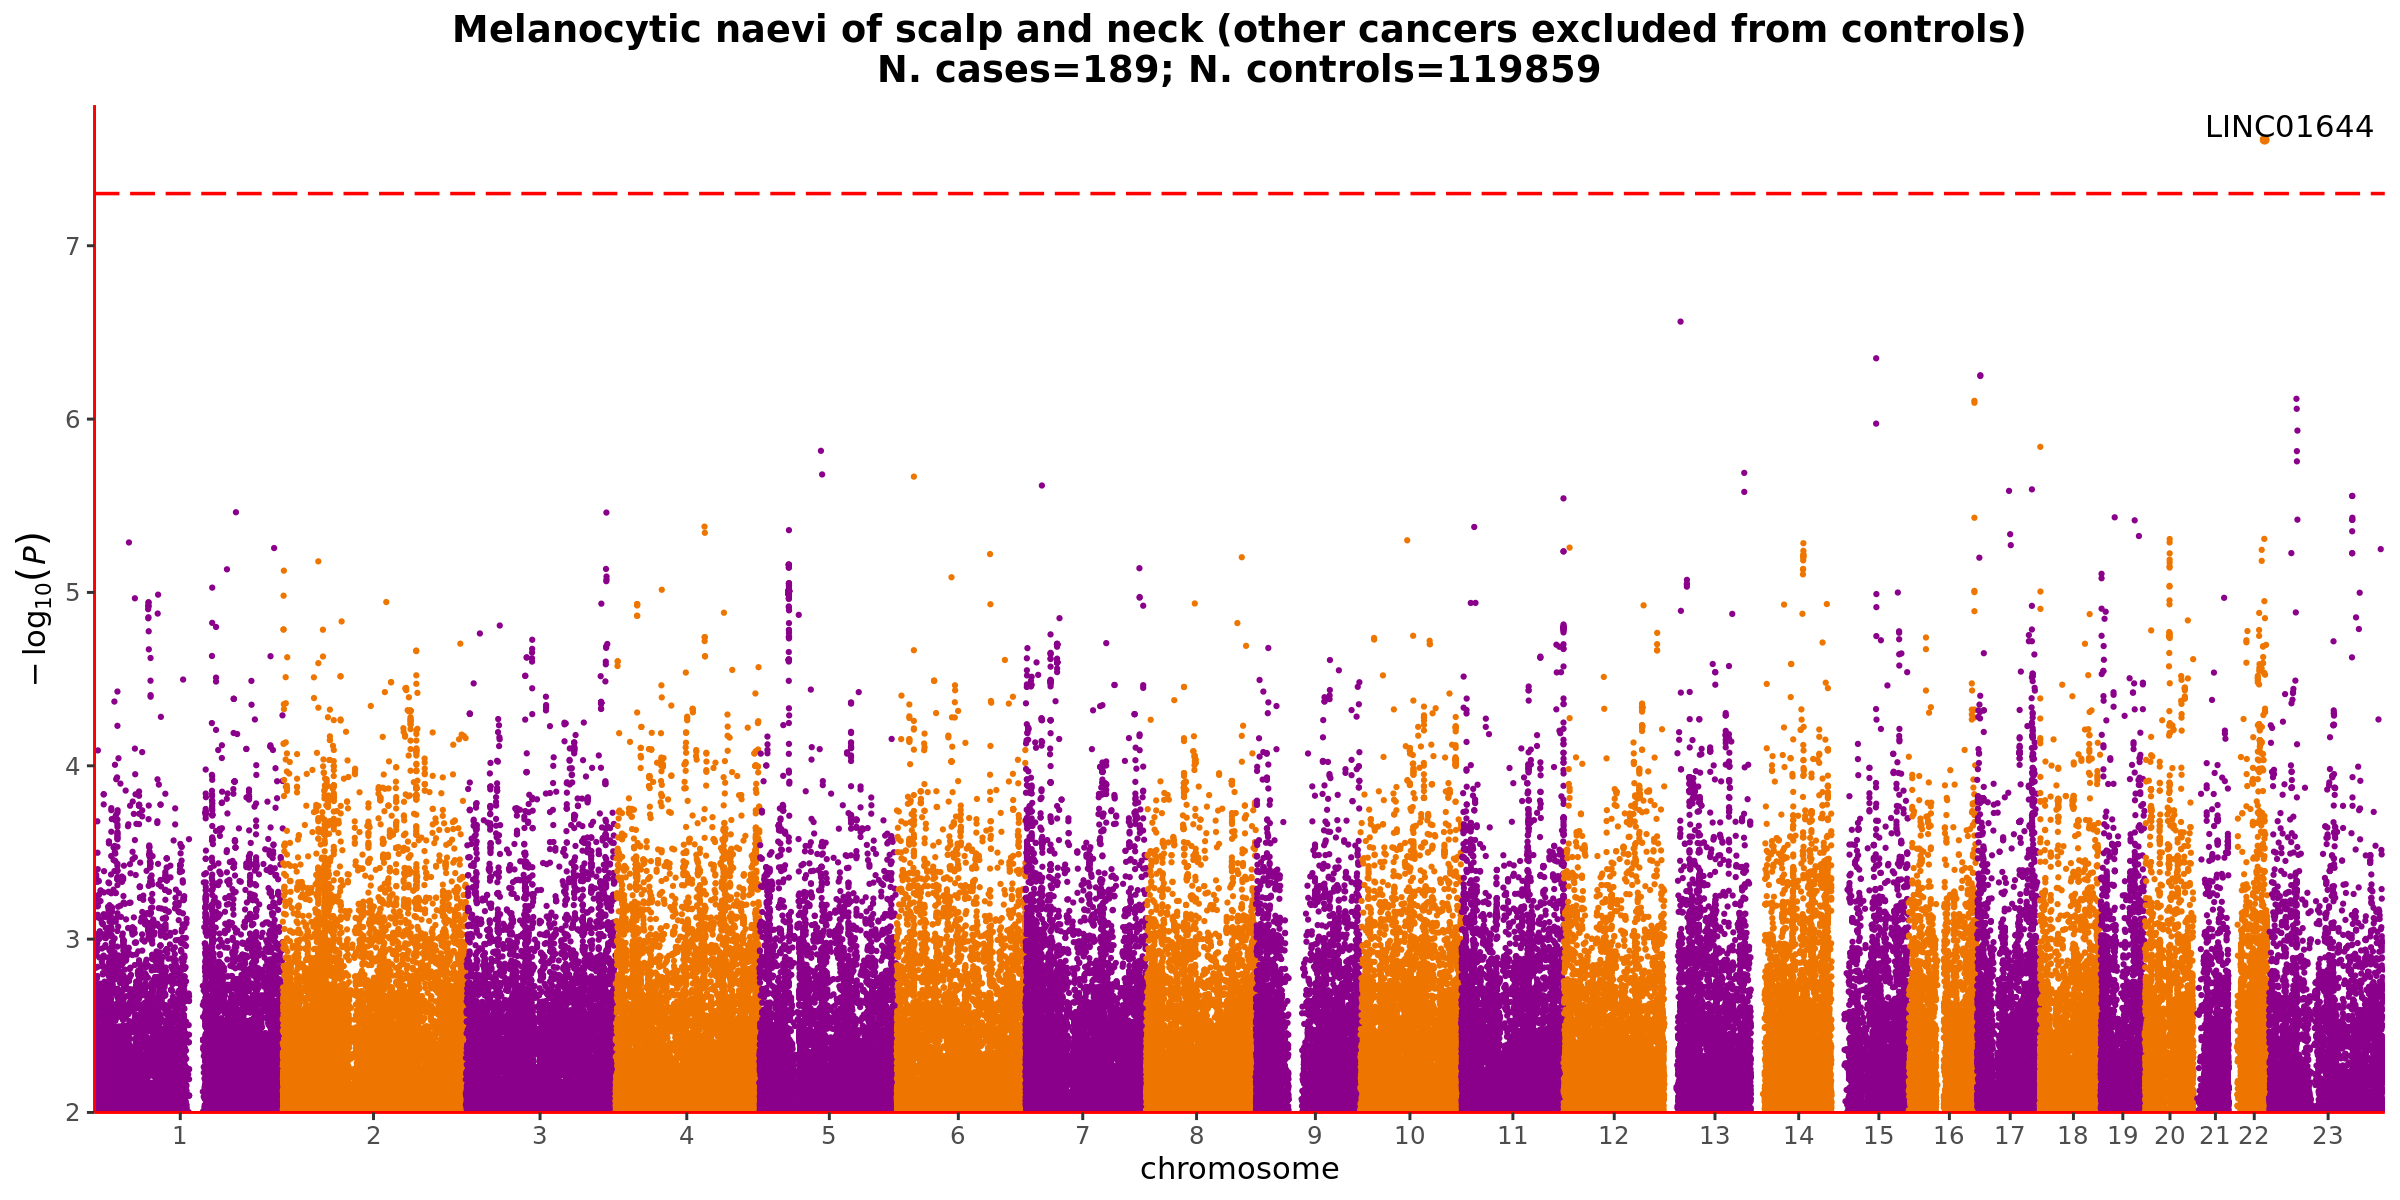 Melanocytic naevi of scalp and neck (other cancers excluded from controls)
N. cases=189; N. controls=119859
LINC01644
7
6
5
4
3
2
−log10(P)
1 2 3 4 5 6 7 8 9 10 11 12 13 14 15 16 17 18 19 20 21 22 23
chromosome